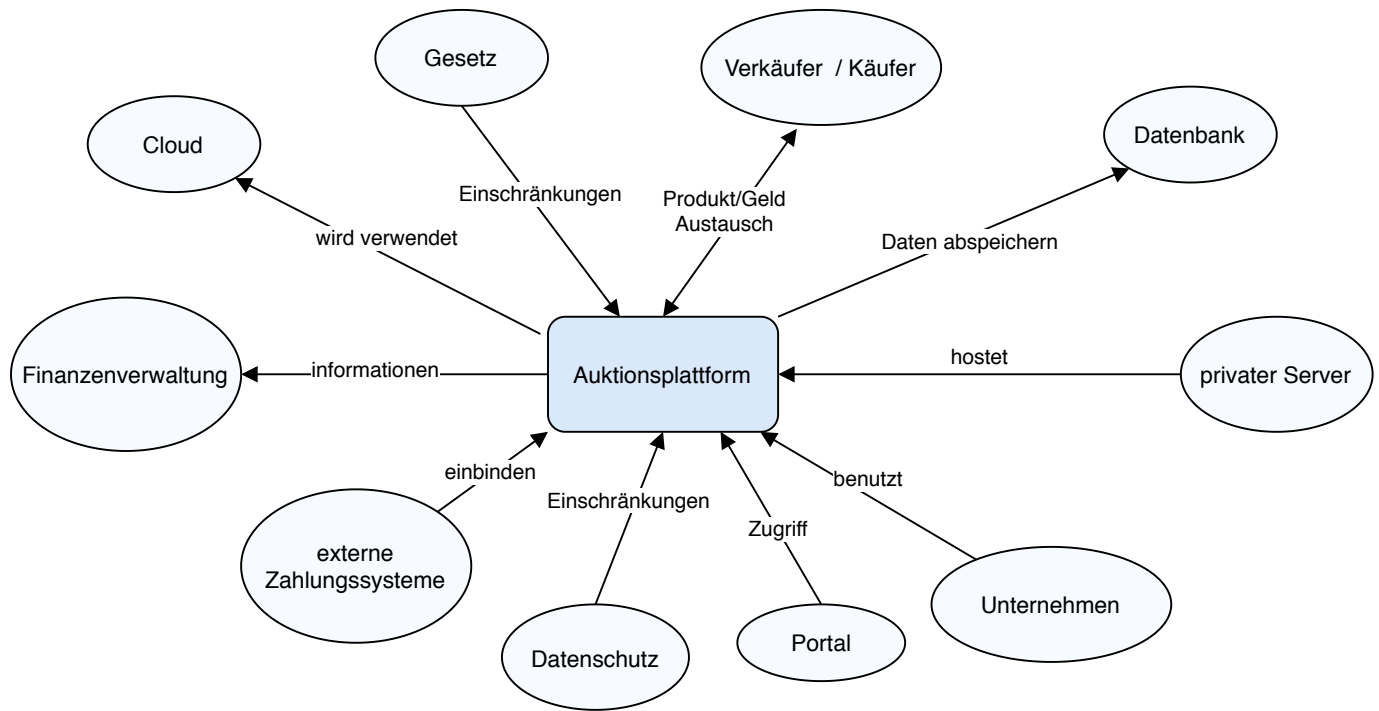 Gesetz
Verkäufer / Käufer
Datenbank
Cloud
Einschränkungen
Produkt/Geld
Austausch
wird verwendet
Daten abspeichern
hostet
informationen
Finanzenverwaltung
Auktionsplattform
privater Server
einbinden
benutzt
Einschränkungen
Zugriff
externe
Zahlungssysteme
Unternehmen
Portal
Datenschutz